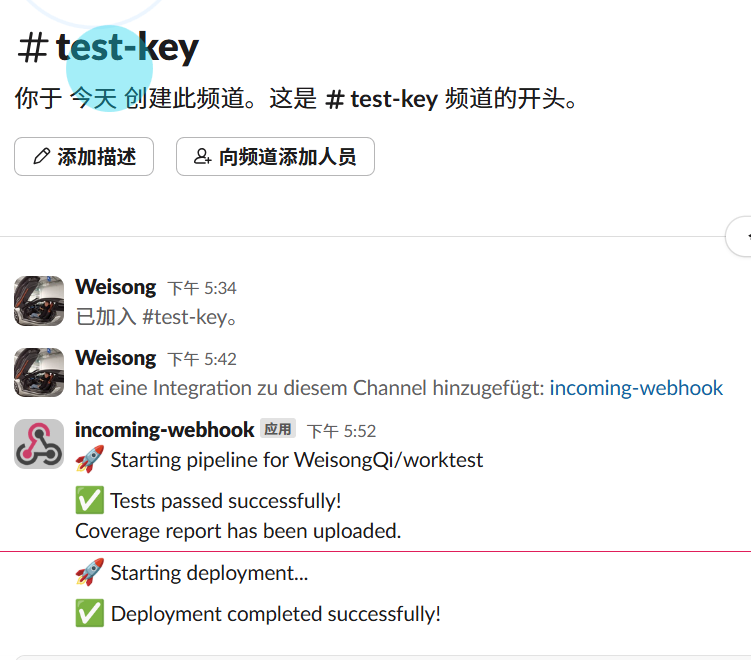 # test-key
你于 今天 创建此频道。这是 # test-key 频道的开头。
添加描述 向频道添加人员
Weisong 下午 5:34
已加入 #test-key。
Weisong 下午 5:42
hat eine Integration zu diesem Channel hinzugefügt: incoming-webhook
incoming-webhook 应用 下午 5:52
🚀 Starting pipeline for WeisongQi/worktest
✅ Tests passed successfully!
Coverage report has been uploaded.
🚀 Starting deployment...
✅ Deployment completed successfully!